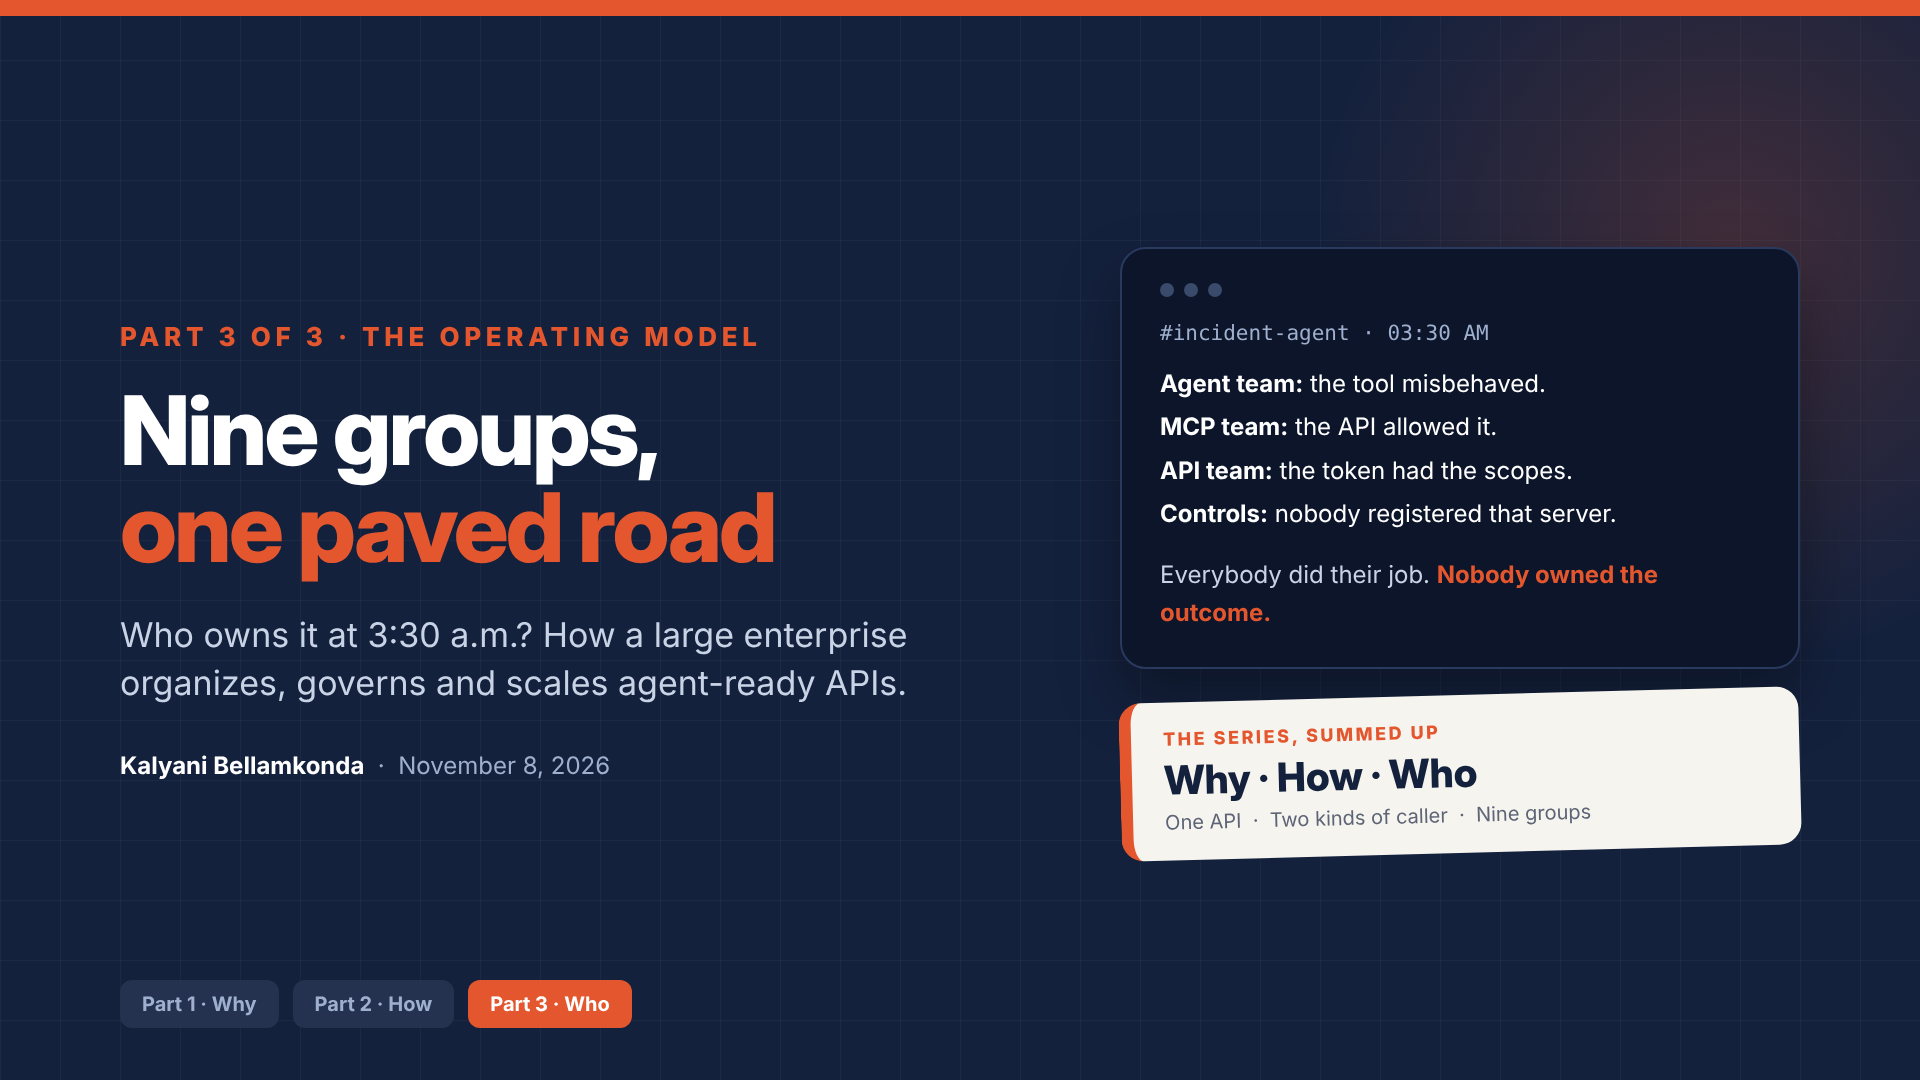 PART 3 OF 3 · THE OPERATING MODEL
Nine groups,
one paved road
Who owns it at 3:30 a.m.? How a large enterprise
organizes, governs and scales agent-ready APIs.
Kalyani Bellamkonda · November 8, 2026
Part 1 · Why
Part 2 · How
Part 3 · Who
#incident-agent · 03:30 AM
Agent team: the tool misbehaved.
MCP team: the API allowed it.
API team: the token had the scopes.
Controls: nobody registered that server.
Everybody did their job. Nobody owned the
outcome.
THE SERIES, SUMMED UP
Why · How · Who
One API · Two kinds of caller · Nine groups